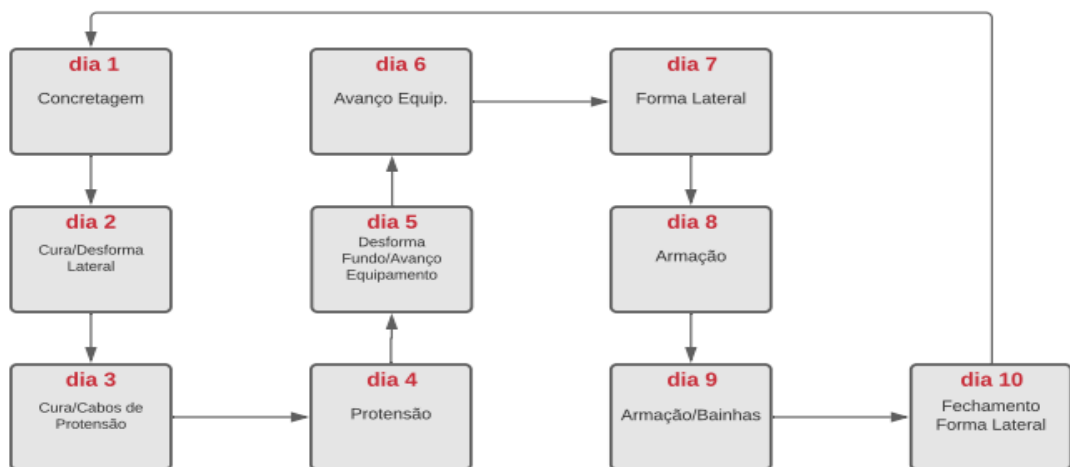 dia 1
Concretagem
dia 2
Cura/Desforma
Lateral
dia 3
Cura/Cabos de
Protensão
dia 4
Protensão
dia 5
Desforma
Fundo/Avanço
Equipamento
dia 6
Avanço Equip.
dia 7
Forma Lateral
dia 8
Armação
dia 9
Armação/Bainhas
dia 10
Fechamento
Forma Lateral